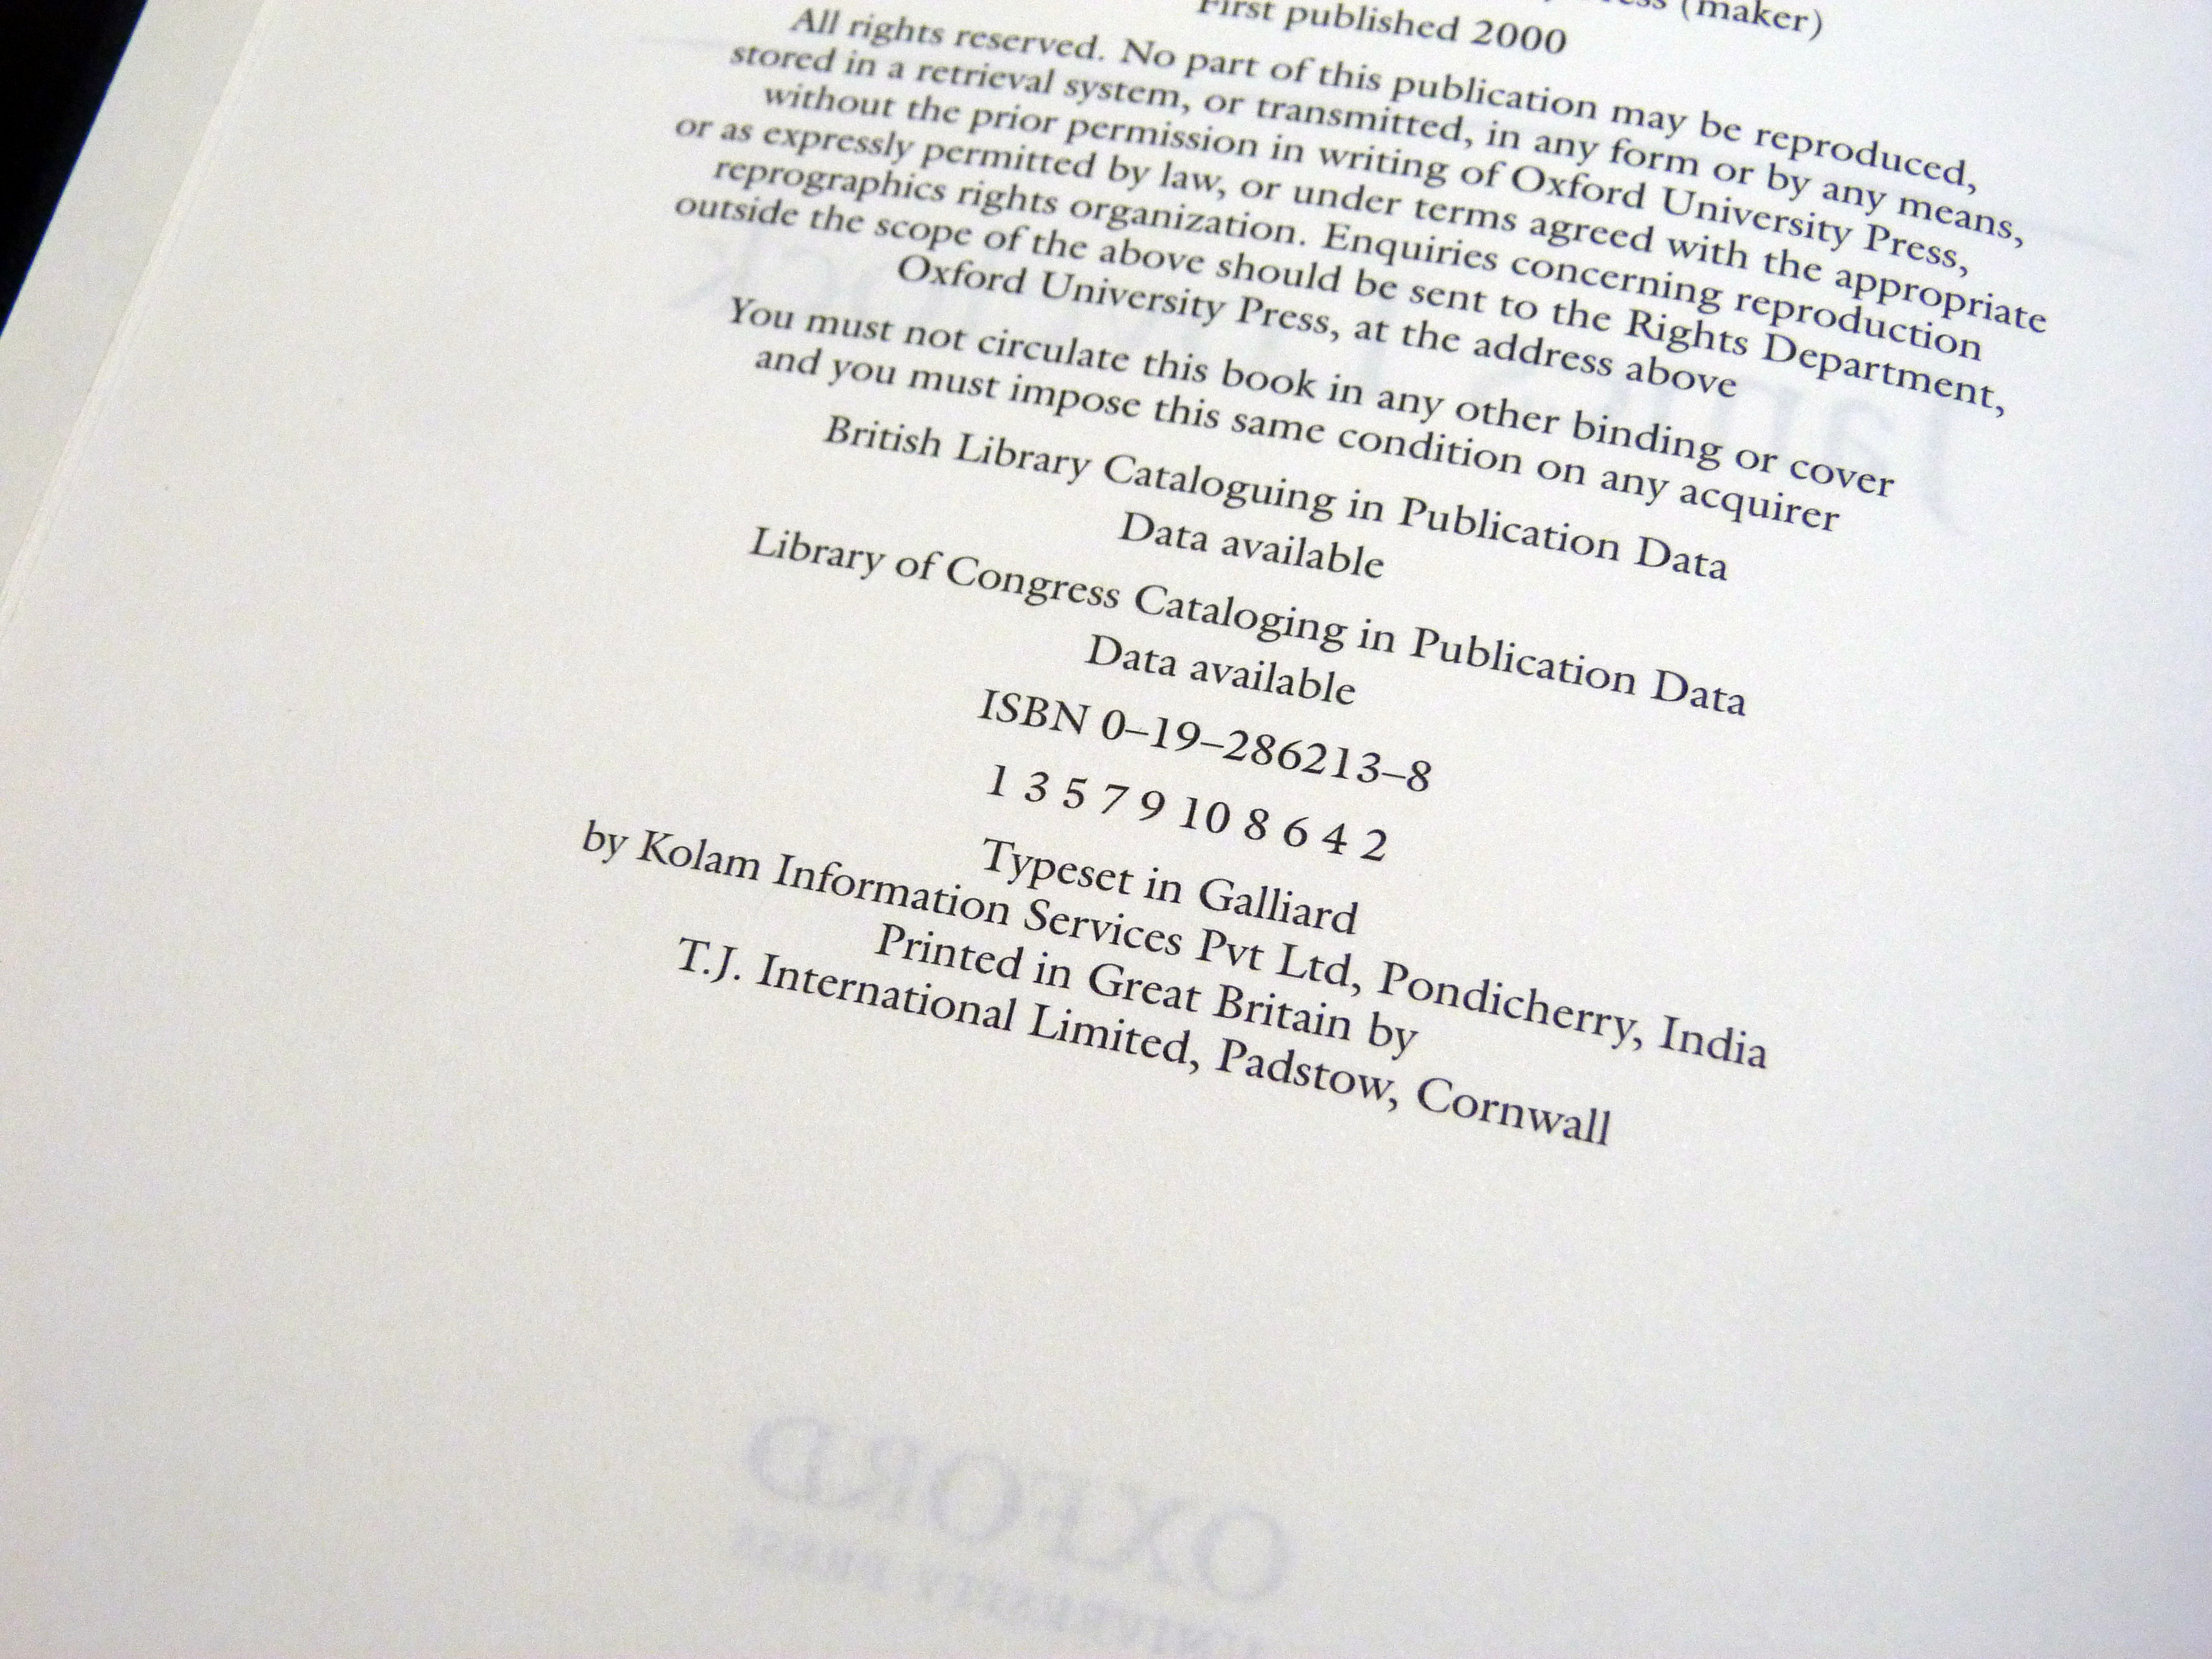 (maker)
First published 2000
All rights reserved. No part of this publication may be reproduced,
stored in a retrieval system, or transmitted, in any form or by any means,
without the prior permission in writing of Oxford University Press,
or as expressly permitted by law, or under terms agreed with the appropriate
reprographics rights organization. Enquiries concerning reproduction
outside the scope of the above should be sent to the Rights Department,
Oxford University Press, at the address above
You must not circulate this book in any other binding or cover
and you must impose this same condition on any acquirer
British Library Cataloguing in Publication Data
Data available
Library of Congress Cataloging in Publication Data
Data available
ISBN 0–19–286213–8
1 3 5 7 9 10 8 6 4 2
Typeset in Galliard
by Kolam Information Services Pvt Ltd, Pondicherry, India
Printed in Great Britain by
T.J. International Limited, Padstow, Cornwall
OXFORD
UNIVERSITY PRESS